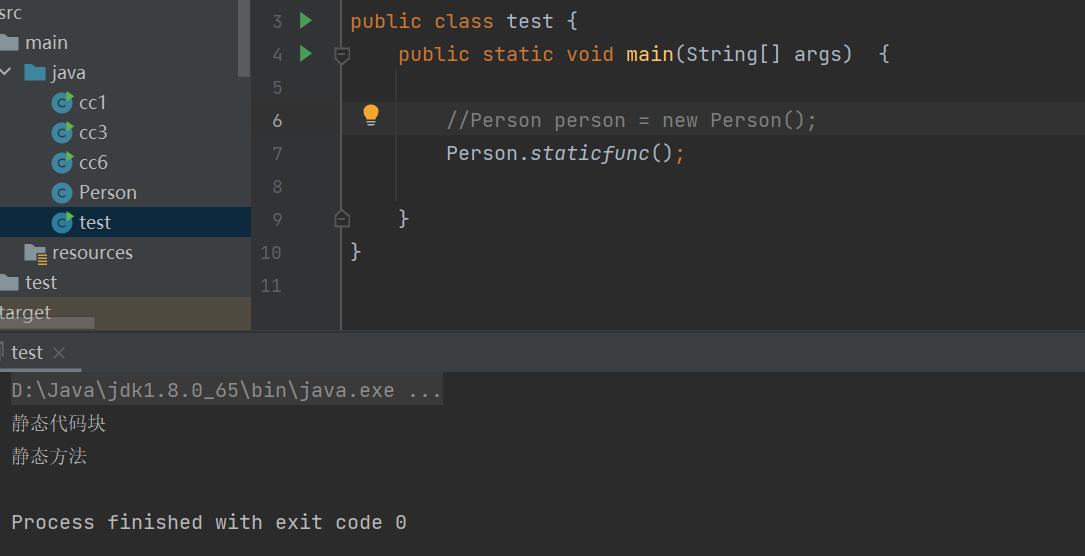 src
main
java
cc1
cc3
cc6
Person
test
resources
test
target
3 public class test {
4 public static void main(String[] args)  {
5
6 //Person person = new Person();
7 Person.staticfunc();
8
9 }
10 }
11
test
D:\Java\jdk1.8.0_65\bin\java.exe ...
静态代码块
静态方法
Process finished with exit code 0